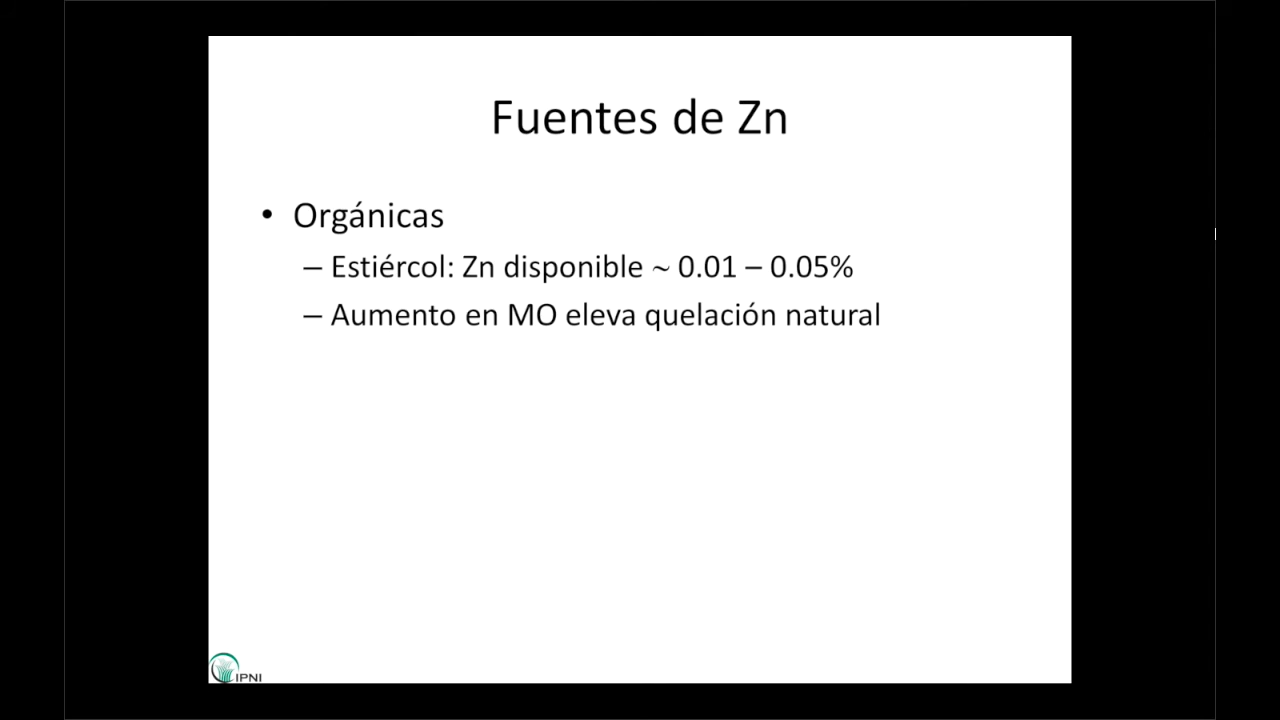 Fuentes de Zn
• Orgánicas
– Estiércol: Zn disponible ~ 0.01 – 0.05%
– Aumento en MO eleva quelación natural
IPNI